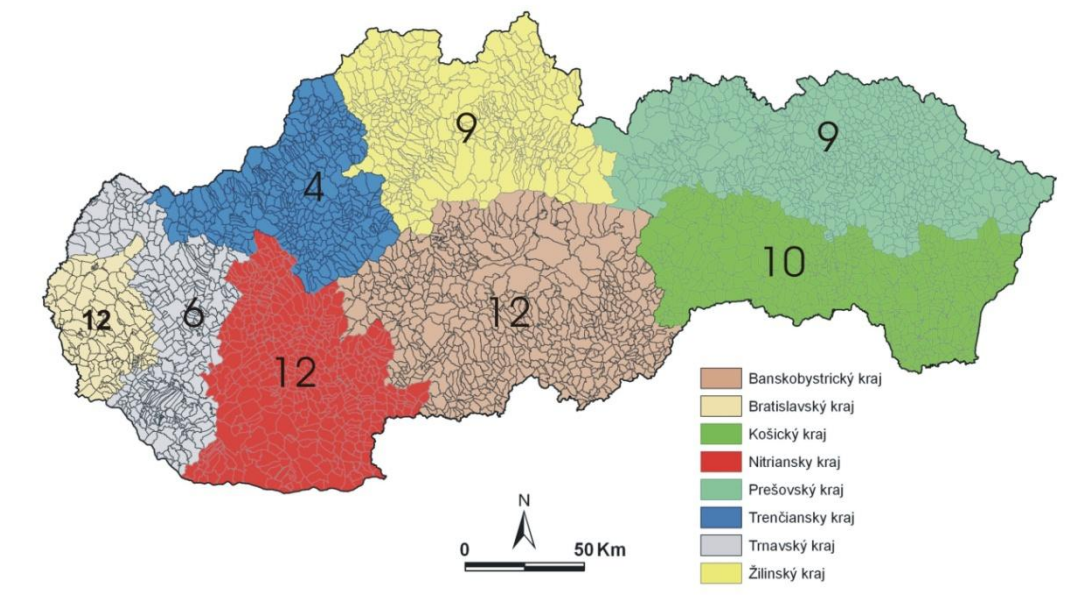 9
9
4
10
12
6
12
12
Banskobystrický kraj
Bratislavský kraj
Košický kraj
Nitriansky kraj
Prešovský kraj
Trenčiansky kraj
Trnavský kraj
Žilinský kraj
N
0 50 Km